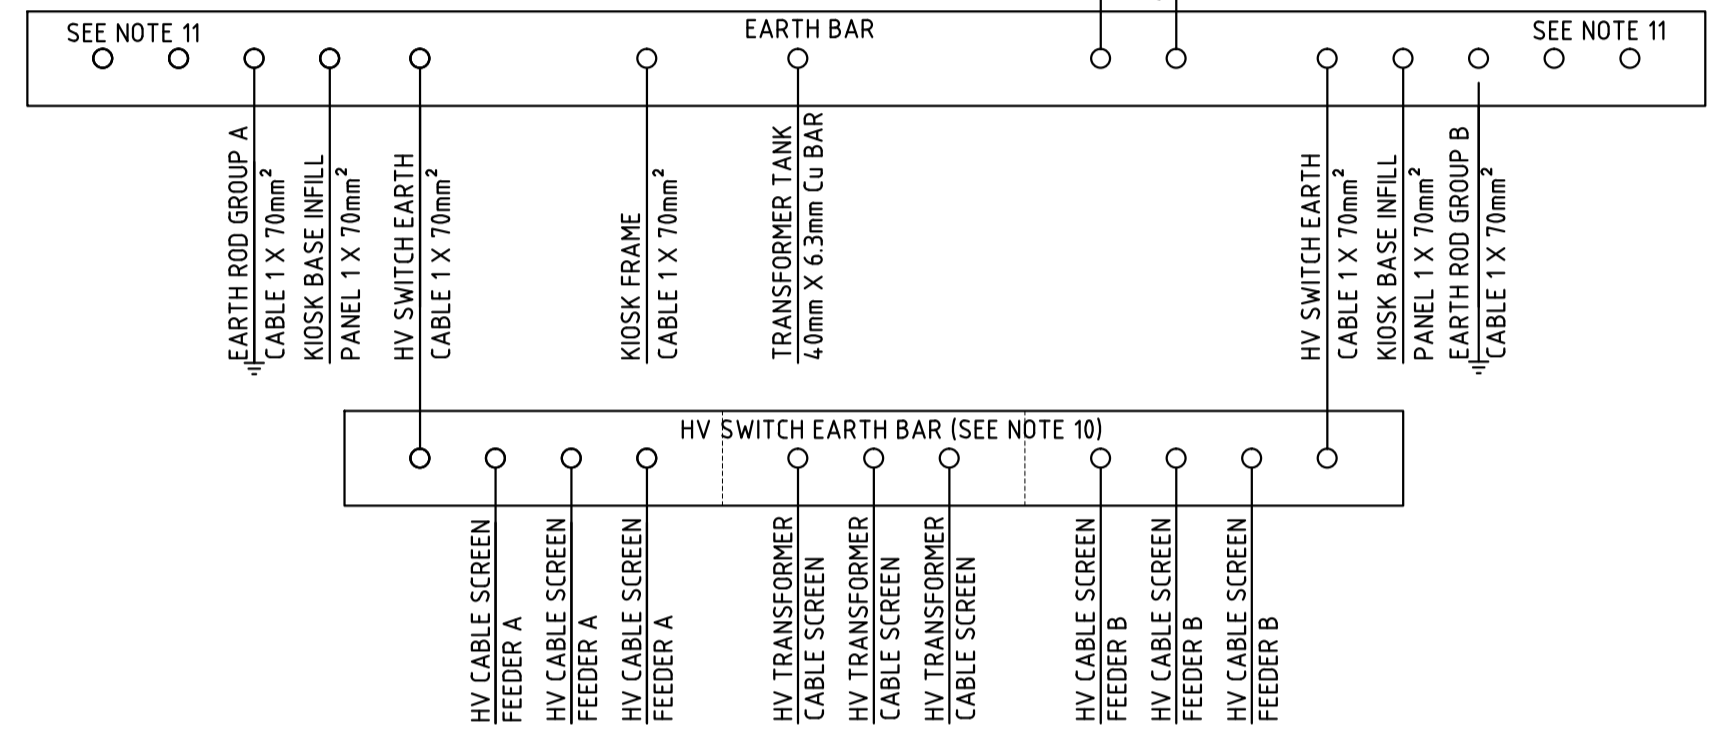 SEE NOTE 11
EARTH BAR
SEE NOTE 11
EARTH ROD GROUP A
CABLE 1 X 70mm²
KIOSK BASE INFILL
PANEL 1 X 70mm²
HV SWITCH EARTH
CABLE 1 X 70mm²
KIOSK FRAME
CABLE 1 X 70mm²
TRANSFORMER TANK
40mm X 6.3mm Cu BAR
HV SWITCH EARTH
CABLE 1 X 70mm²
KIOSK BASE INFILL
PANEL 1 X 70mm²
EARTH ROD GROUP B
CABLE 1 X 70mm²
HV SWITCH EARTH BAR (SEE NOTE 10)
HV CABLE SCREEN
FEEDER A
HV CABLE SCREEN
FEEDER A
HV CABLE SCREEN
FEEDER A
HV TRANSFORMER
CABLE SCREEN
HV TRANSFORMER
CABLE SCREEN
HV TRANSFORMER
CABLE SCREEN
HV CABLE SCREEN
FEEDER B
HV CABLE SCREEN
FEEDER B
HV CABLE SCREEN
FEEDER B